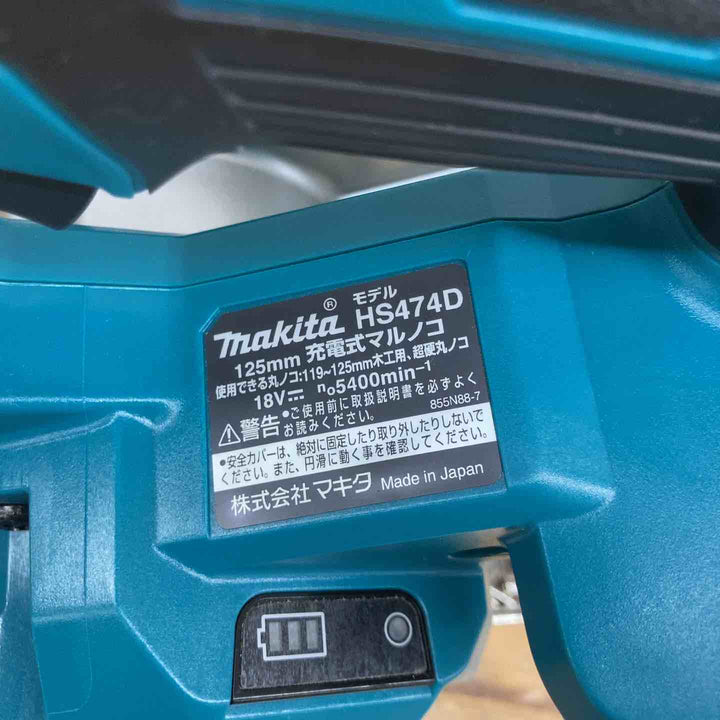 makita® モデル HS474D
125mm 充電式マルノコ
使用できる丸ノコ:119~125mm木工用、超硬丸ノコ
18V⎓ n₀5400min⁻¹
⚠警告 •ご使用前に取扱説明書を必ずよく
お読みください。 855N88-7
•安全カバーは、絶対に固定したり取り外したりしないで
ください。また、円滑に動く事を確認してください。
株式会社マキタ Made in Japan